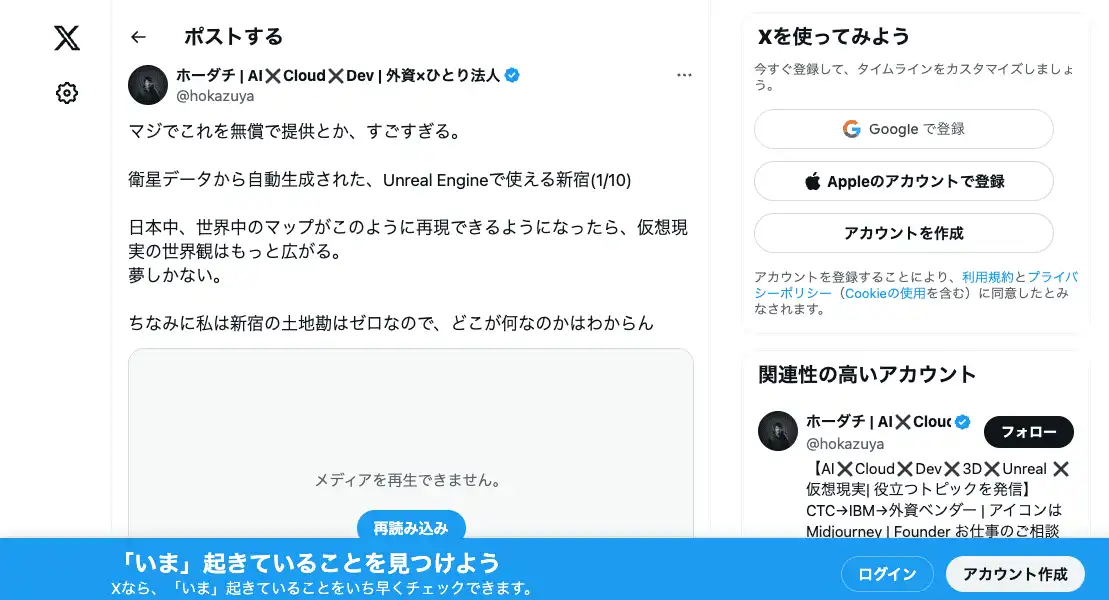 ポストする
ホーダチ | AI❌Cloud❌Dev | 外資×ひとり法人
@hokazuya
マジでこれを無償で提供とか、すごすぎる。
衛星データから自動生成された、Unreal Engineで使える新宿(1/10)
日本中、世界中のマップがこのように再現できるようになったら、仮想現
実の世界観はもっと広がる。
夢しかない。
ちなみに私は新宿の土地勘はゼロなので、どこが何なのかはわからん
メディアを再生できません。
再読み込み
Xを使ってみよう
今すぐ登録して、タイムラインをカスタマイズしましょ
う。
Google で登録
Appleのアカウントで登録
アカウントを作成
アカウントを登録することにより、利用規約とプライバ
シーポリシー（Cookieの使用を含む）に同意したとみ
なされます。
関連性の高いアカウント
ホーダチ | AI❌Clouc
@hokazuya
フォロー
【AI❌Cloud❌Dev❌3D❌Unreal ❌
仮想現実| 役立つトピックを発信】
CTC→IBM→外資ベンダー | アイコンは
Midjourney | Founder お仕事のご相談
「いま」起きていることを見つけよう
Xなら、「いま」起きていることをいち早くチェックできます。
ログイン
アカウント作成